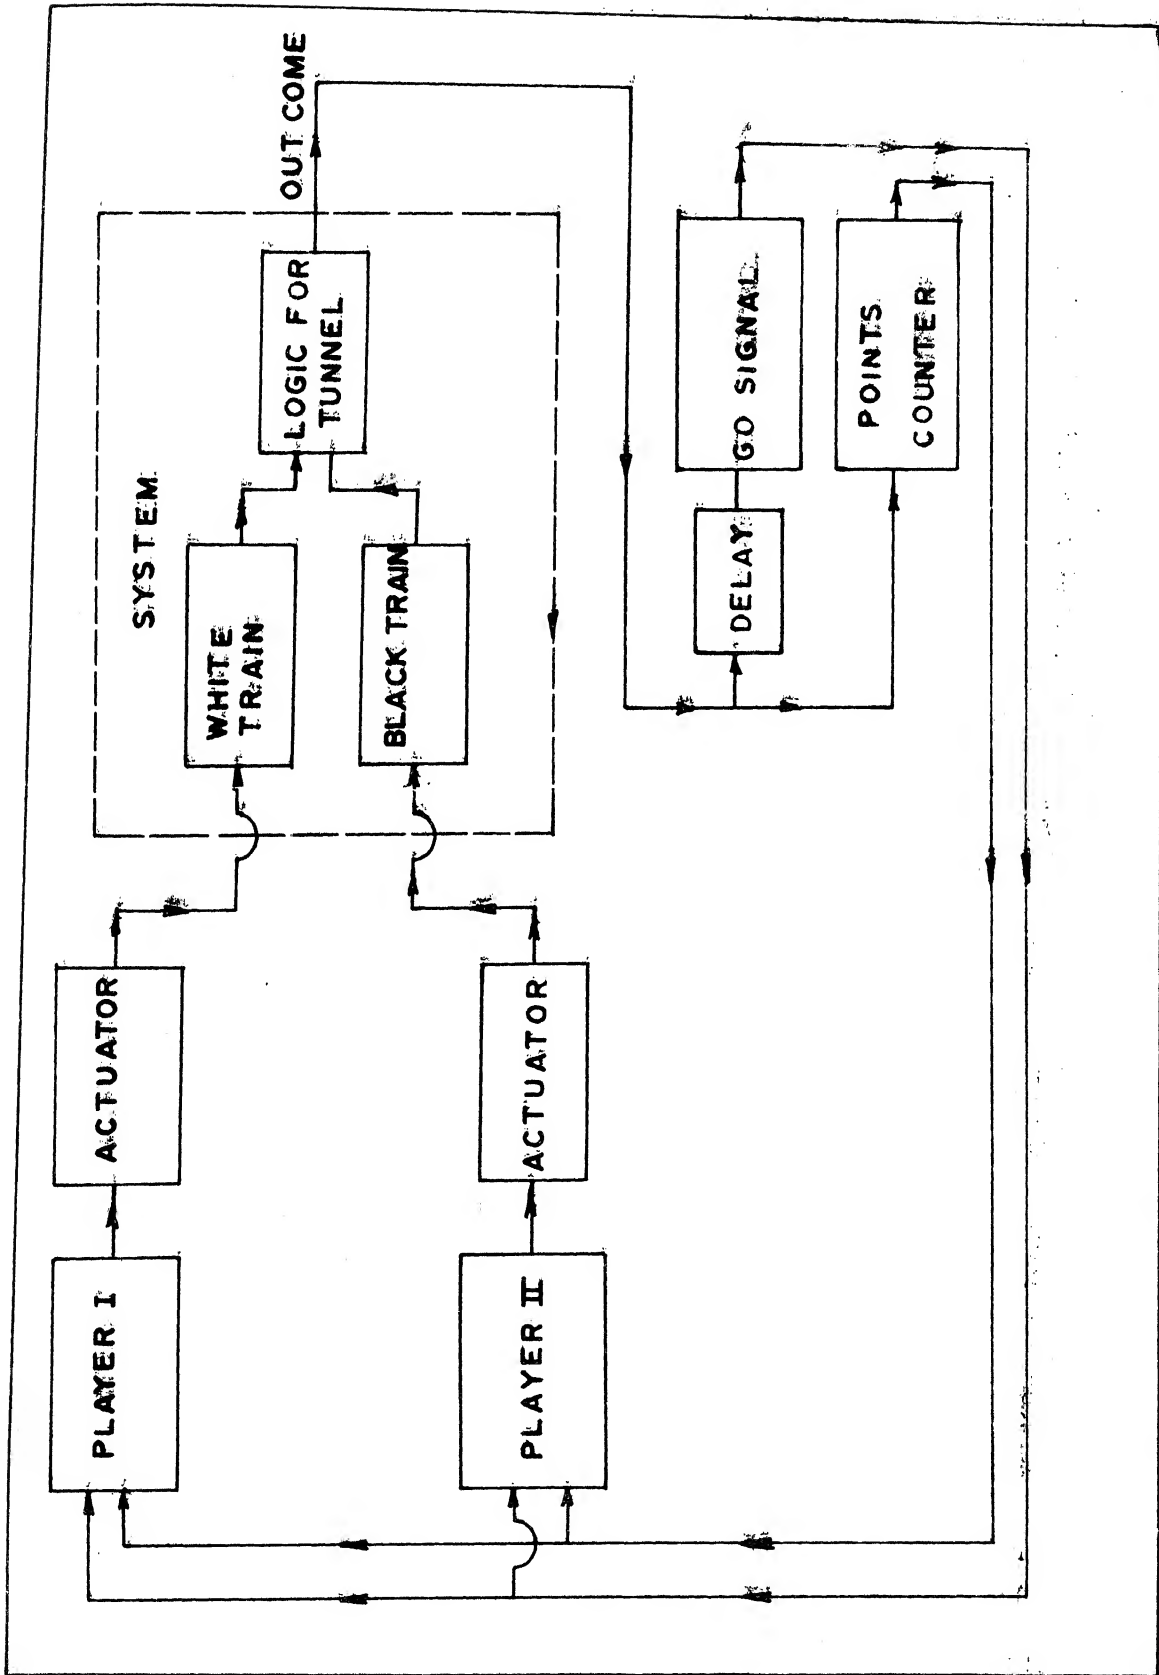 PLAYER I
ACTUATOR
PLAYER II
ACTUATOR
SYSTEM
WHITE
TRAIN
BLACK TRAIN
LOGIC FOR
TUNNEL
OUT COME
DELAY
GO SIGNAL
POINTS
COUNTER